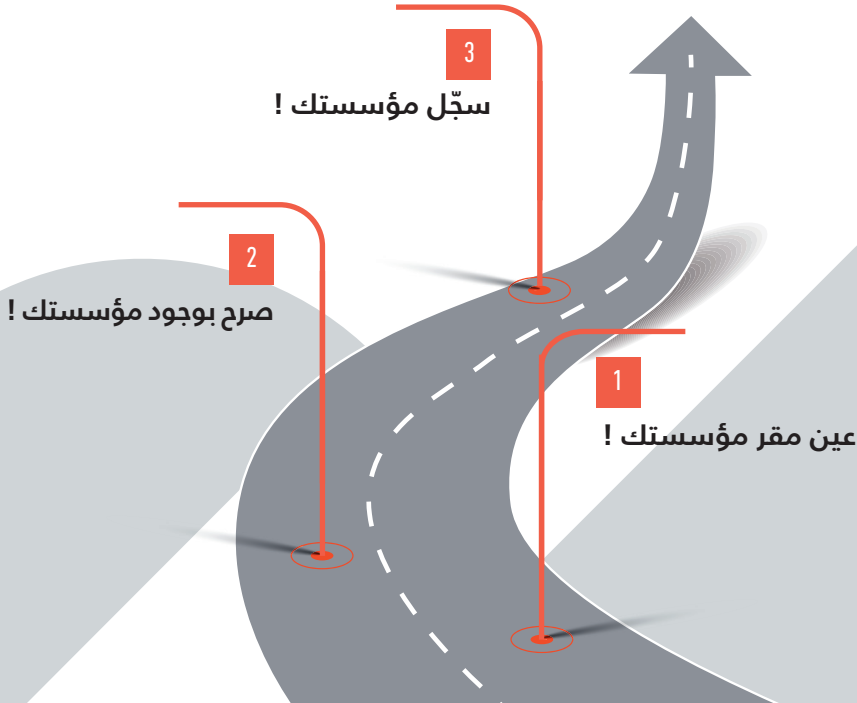 3
سجّل مؤسستك !
2
صرح بوجود مؤسستك !
1
عين مقر مؤسستك !